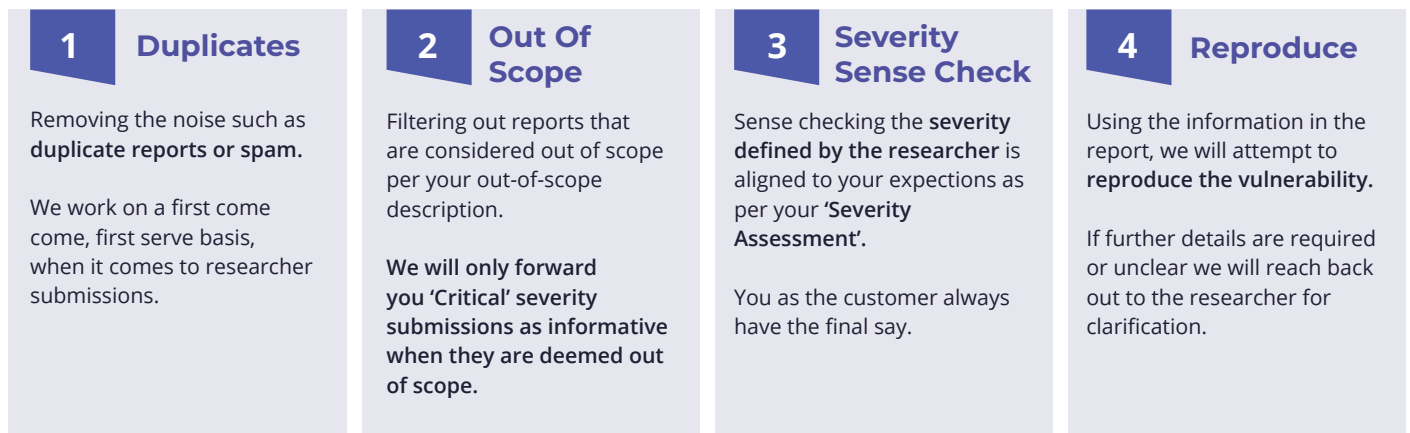 1
Duplicates
Removing the noise such as
duplicate reports or spam.
We work on a first come
come, first serve basis,
when it comes to researcher
submissions.
2
Out Of
Scope
Filtering out reports that
are considered out of scope
per your out-of-scope
description.
We will only forward
you ‘Critical’ severity
submissions as informative
when they are deemed out
of scope.
3
Severity
Sense Check
Sense checking the severity
defined by the researcher is
aligned to your expections as
per your ‘Severity
Assessment’.
You as the customer always
have the final say.
4
Reproduce
Using the information in the
report, we will attempt to
reproduce the vulnerability.
If further details are required
or unclear we will reach back
out to the researcher for
clarification.